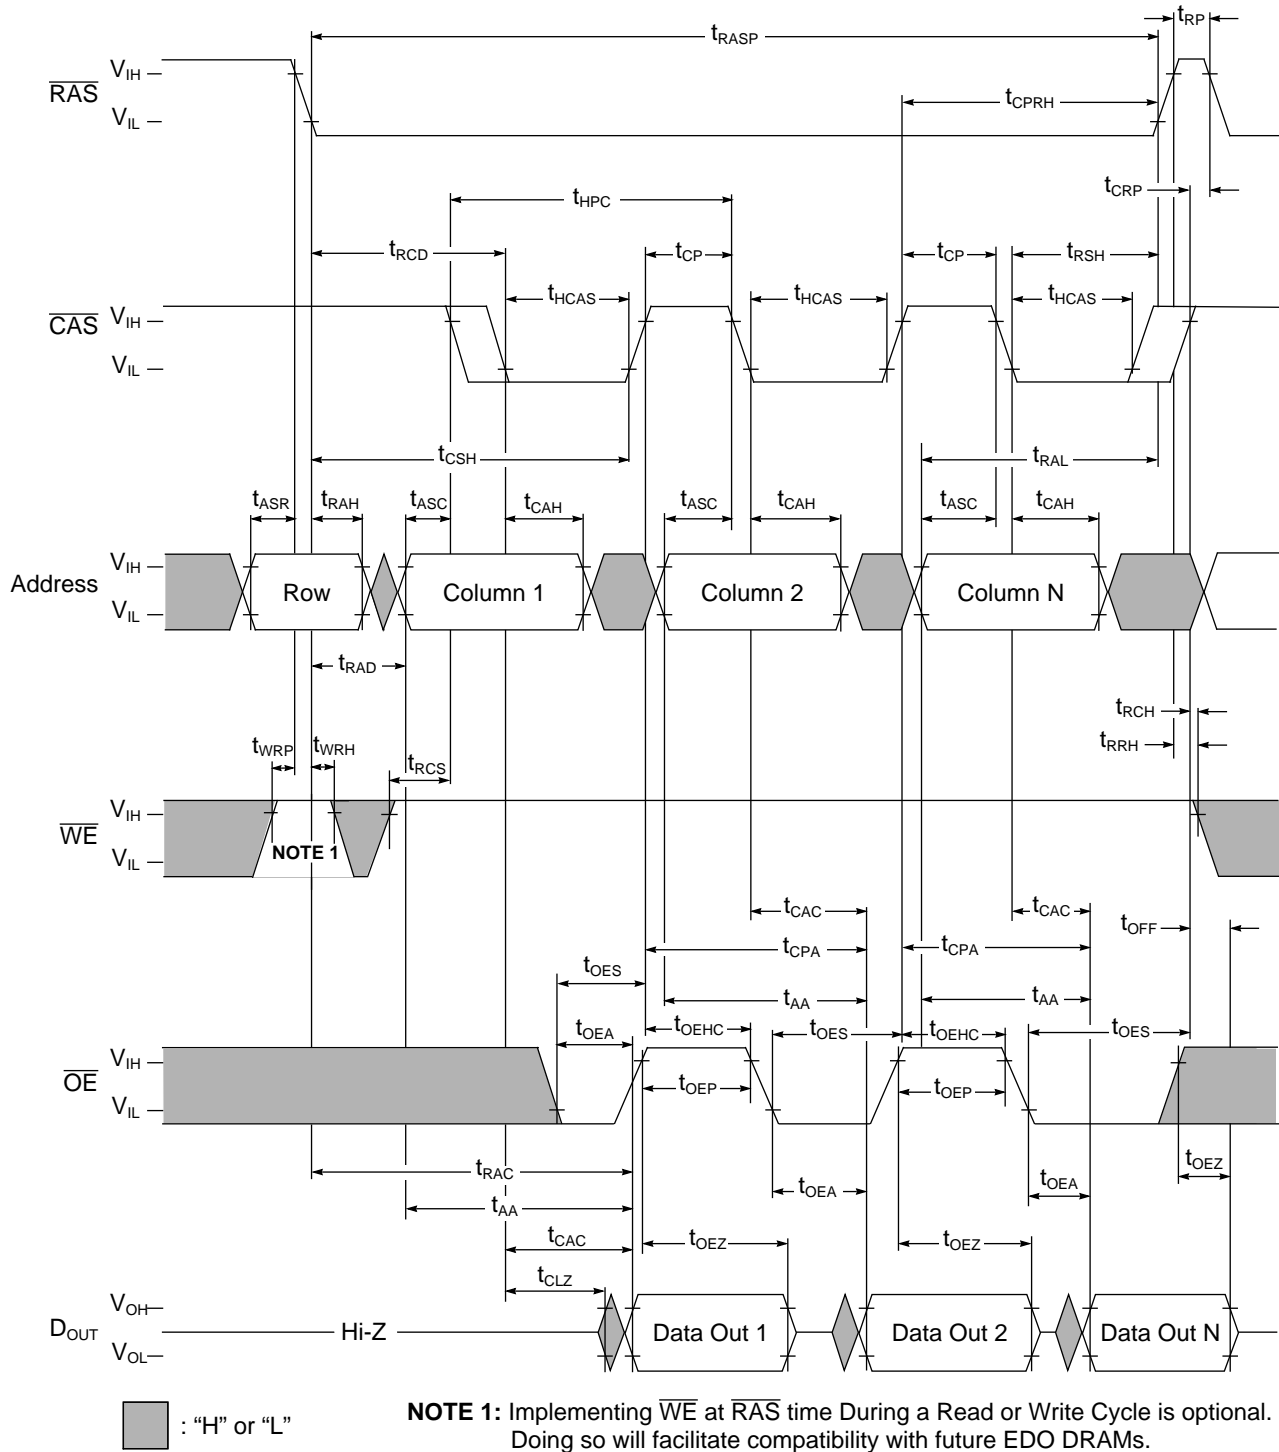 tRP
tRASP
RAS VIH
VIL
tCPRH
tCRP
tHPC
tRCD tCP tCP tRSH
tHCAS tHCAS tHCAS
CAS VIH
VIL
tCSH tRAL
tASR tRAH tASC tCAH tASC tCAH tASC tCAH
Address VIH
VIL
Row Column 1 Column 2 Column N
tRAD
tRCH
tRRH
tWRP tWRH tRCS
WE VIH
VIL
NOTE 1
tCAC tCAC
tOFF
tCPA tCPA
tOES
tAA tAA
tOEA tOEHC tOES tOEHC tOES
OE VIH
VIL
tOEP tOEP
tRAC
tOEZ
tOEA tOEA
tAA
tCAC tOEZ tOEZ
tCLZ
DOUT VOH
VOL
Hi-Z Data Out 1 Data Out 2 Data Out N
: “H” or “L”
NOTE 1: Implementing WE at RAS time During a Read or Write Cycle is optional.
Doing so will facilitate compatibility with future EDO DRAMs.